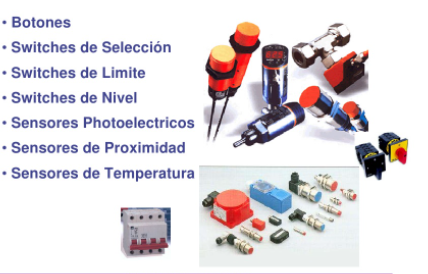 • Botones
• Switches de Selección
• Switches de Limite
• Switches de Nivel
• Sensores Photoelectricos
• Sensores de Proximidad
• Sensores de Temperatura